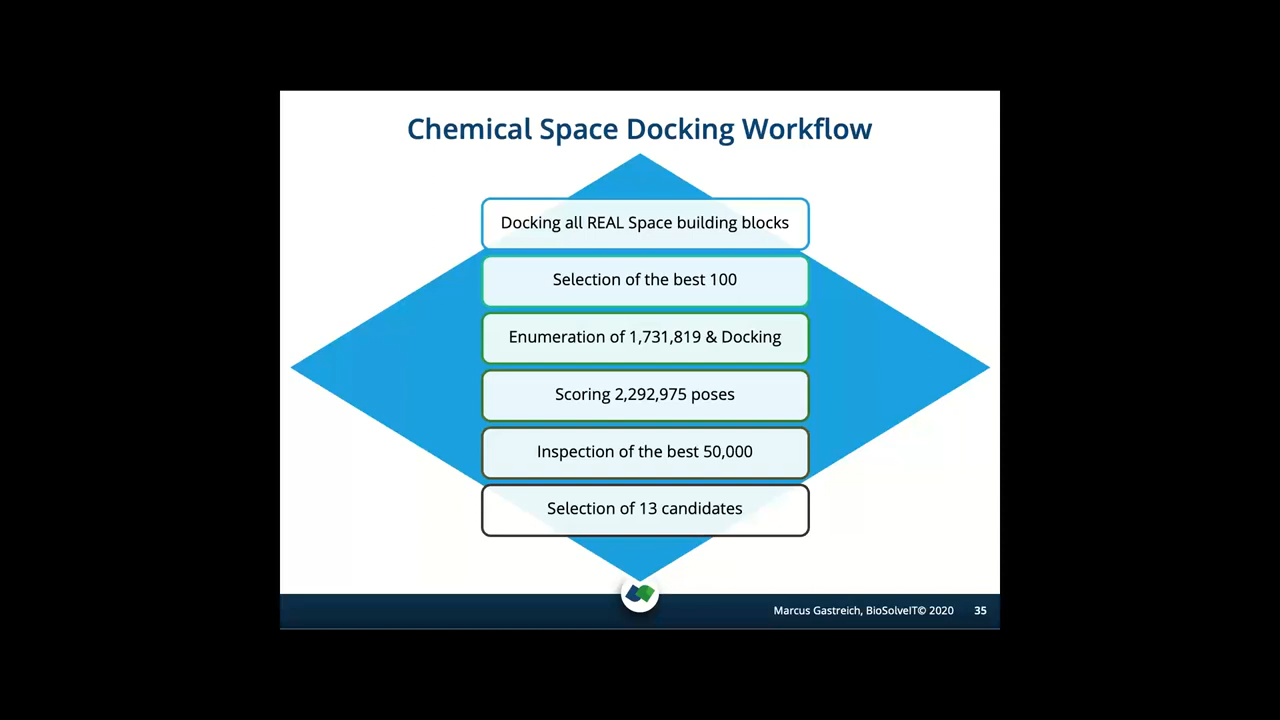 Chemical Space Docking Workflow
Docking all REAL Space building blocks
Selection of the best 100
Enumeration of 1,731,819 & Docking
Scoring 2,292,975 poses
Inspection of the best 50,000
Selection of 13 candidates
Marcus Gastreich, BioSolveIT© 2020 35